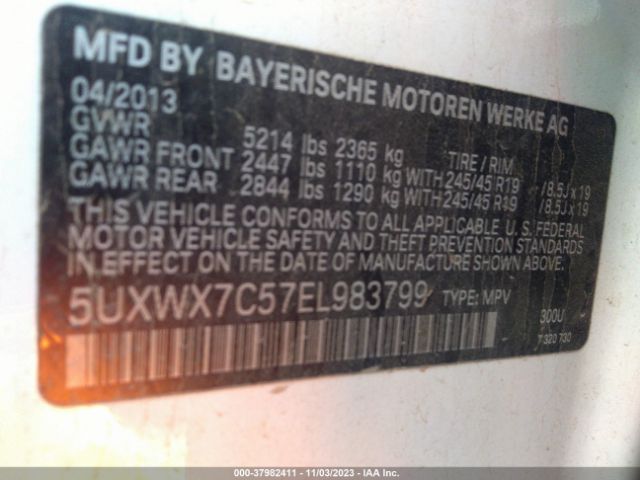 MFD BY BAYERISCHE MOTOREN WERKE AG
04/2013
GVWR 5214 lbs 2365 kg TIRE / RIM
GAWR FRONT 2447 lbs 1110 kg WITH 245/45 R19 / 8.5J x 19
GAWR REAR 2844 lbs 1290 kg WITH 245/45 R19 / 8.5J x 19
THIS VEHICLE CONFORMS TO ALL APPLICABLE U. S. FEDERAL
MOTOR VEHICLE SAFETY AND THEFT PREVENTION STANDARDS
IN EFFECT ON THE DATE OF MANUFACTURE SHOWN ABOVE.
5UXWX7C57EL983799 TYPE: MPV
300U
7 320 730
000-37982411 - 11/03/2023 - IAA Inc.